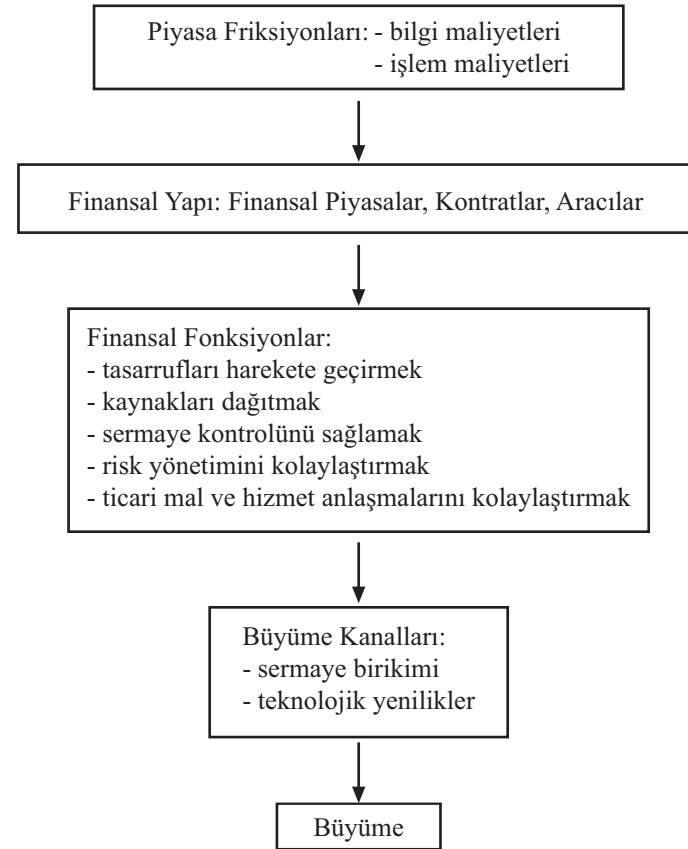 Piyasa Friksiyonları: - bilgi maliyetleri
- işlem maliyetleri
Finansal Yapı: Finansal Piyasalar, Kontratlar, Aracılar
Finansal Fonksiyonlar:
- tasarrufları harekete geçirmek
- kaynakları dağıtmak
- sermaye kontrolünü sağlamak
- risk yönetimini kolaylaştırmak
- ticari mal ve hizmet anlaşmalarını kolaylaştırmak
Büyüme Kanalları:
- sermaye birikimi
- teknolojik yenilikler
Büyüme